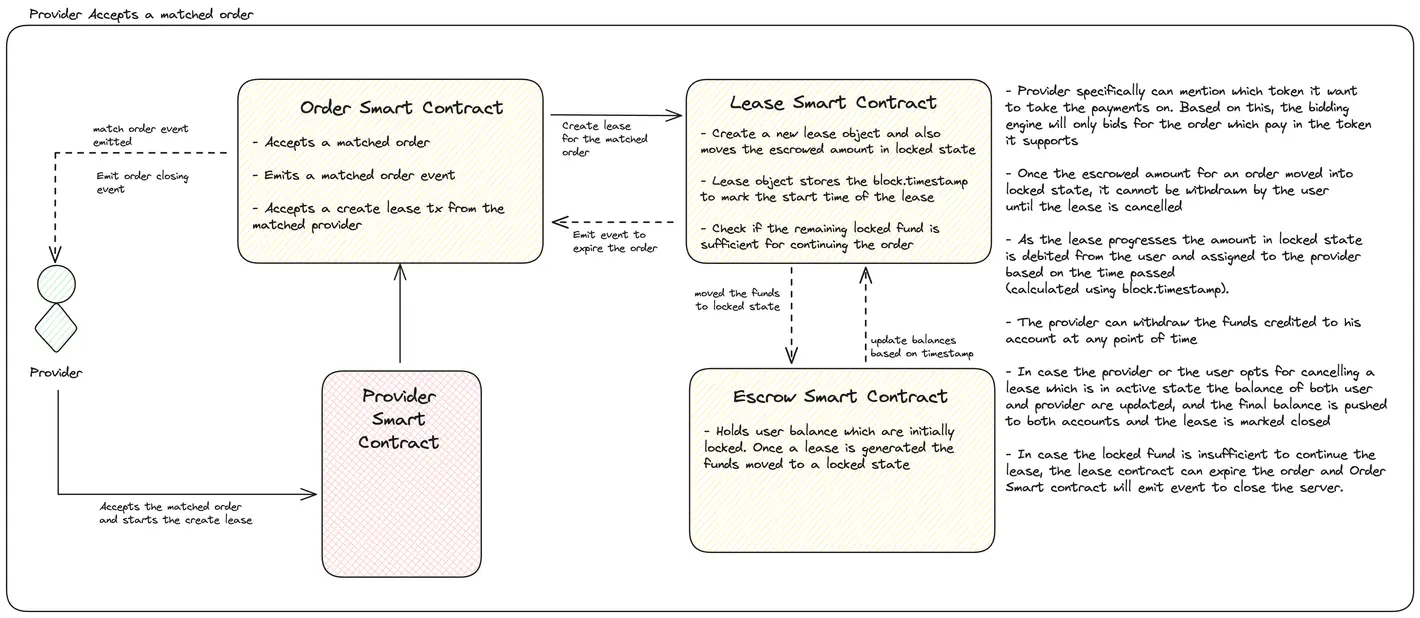 Provider Accepts a matched order
match order event
emitted
Emit order closing
event
Provider
Accepts the matched order
and starts the create lease
Order Smart Contract
- Accepts a matched order
- Emits a matched order event
- Accepts a create lease tx from the
matched provider
Provider
Smart
Contract
Create lease
for the matched
order
Emit event to
expire the order
Lease Smart Contract
- Create a new lease object and also
moves the escrowed amount in locked state
- Lease object stores the block.timestamp
to mark the start time of the lease
- Check if the remaining locked fund is
sufficient for continuing the order
moved the funds
to locked state
update balances
based on timestamp
Escrow Smart Contract
- Holds user balance which are initially
locked. Once a lease is generated the
funds moved to a locked state
- Provider specifically can mention which token it want
to take the payments on. Based on this, the bidding
engine will only bids for the order which pay in the token
it supports
- Once the escrowed amount for an order moved into
locked state, it cannot be withdrawn by the user
until the lease is cancelled
- As the lease progresses the amount in locked state
is debited from the user and assigned to the provider
based on the time passed
(calculated using block.timestamp).
- The provider can withdraw the funds credited to his
account at any point of time
- In case the provider or the user opts for cancelling a
lease which is in active state the balance of both user
and provider are updated, and the final balance is pushed
to both accounts and the lease is marked closed
- In case the locked fund is insufficient to continue the
lease, the lease contract can expire the order and Order
Smart contract will emit event to close the server.